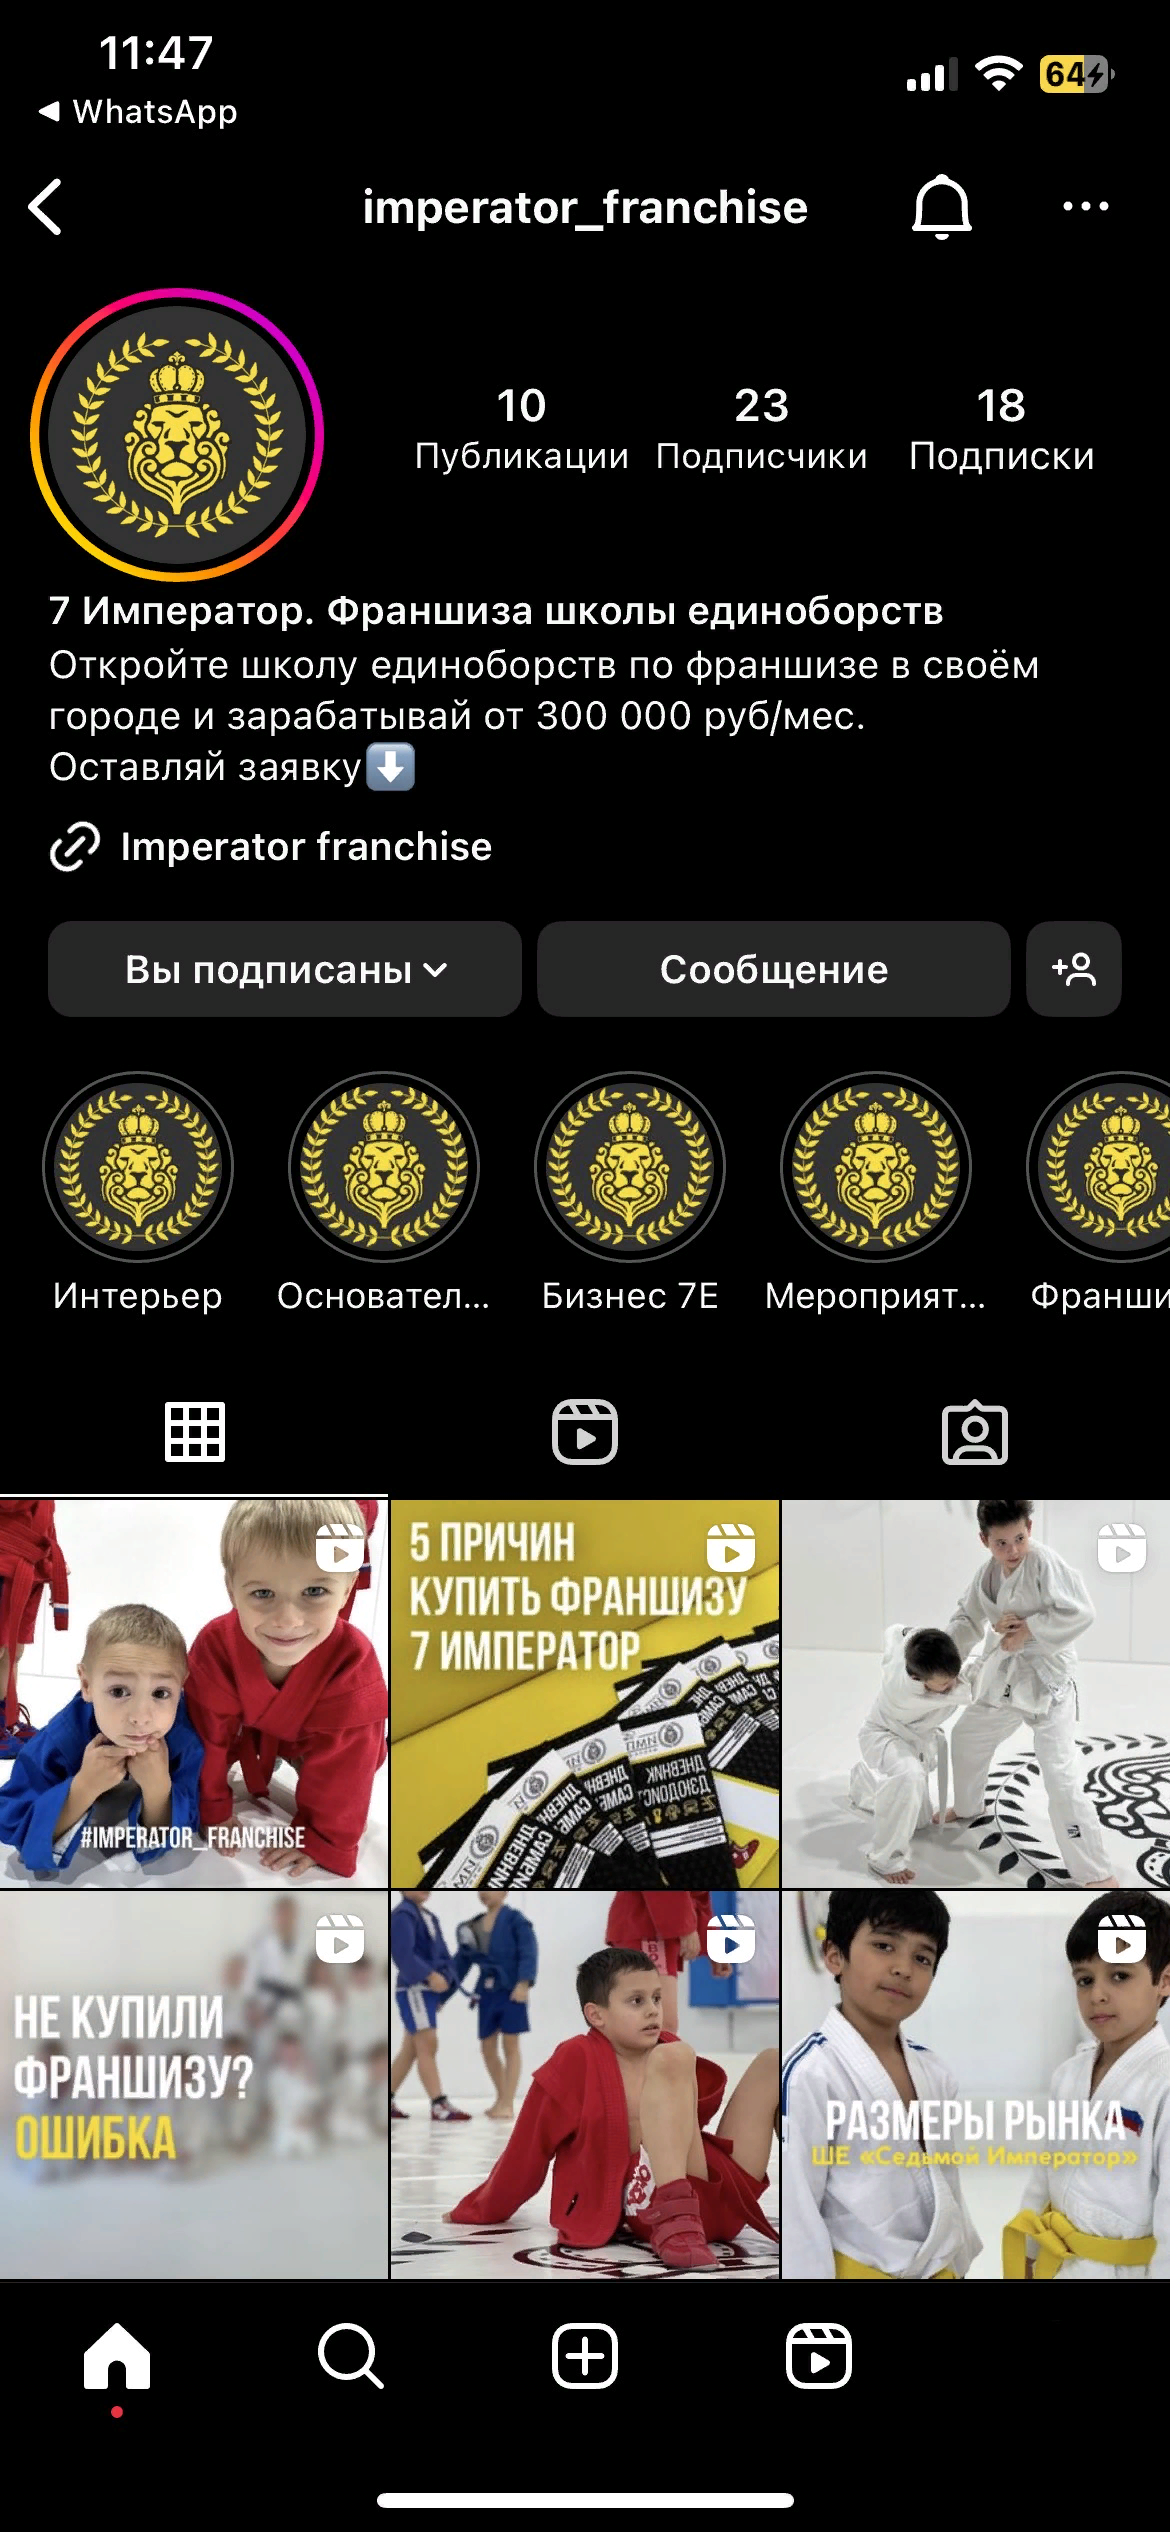 11:47
64
◀ WhatsApp
imperator_franchise
10
23
18
Публикации
Подписчики
Подписки
7 Император. Франшиза школы единоборств
Откройте школу единоборств по франшизе в своём
городе и зарабатывай от 300 000 руб/мес.
Оставляй заявку⬇️
Imperator franchise
Вы подписаны
Сообщение
Интерьер
Основател...
Бизнес 7Е
Мероприят...
Франши
#IMPERATOR_FRANCHISE
5 ПРИЧИН
КУПИТЬ ФРАНШИЗУ
7 ИМПЕРАТОР
ДНЕВНИК
ДЗЮДОИС
НЕ КУПИЛИ
ФРАНШИЗУ?
ОШИБКА
РАЗМЕРЫ РЫНКА
ШЕ «Седьмой Император»